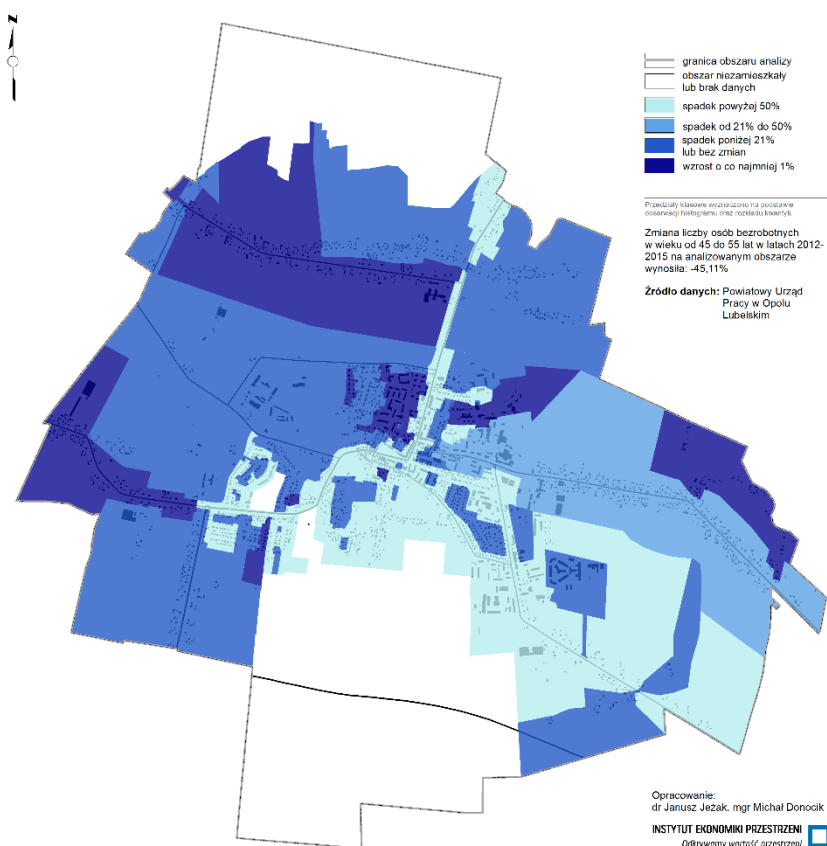 N
granica obszaru analizy
obszar niezamieszkały
lub brak danych
spadek powyżej 50%
spadek od 21% do 50%
spadek poniżej 21%
lub bez zmian
wzrost o co najmniej 1%
Przedziały klasowe wyznaczono na podstawie
obserwacji histogramu oraz rozkładu kwantyli.
Zmiana liczby osób bezrobotnych
w wieku od 45 do 55 lat w latach 2012-
2015 na analizowanym obszarze
wynosiła: -45,11%
Źródło danych: Powiatowy Urząd
Pracy w Opolu
Lubelskim
Opracowanie:
dr Janusz Jeżak, mgr Michał Donocik
INSTYTUT EKONOMIKI PRZESTRZENI
Odkrywamy wartość przestrzeni